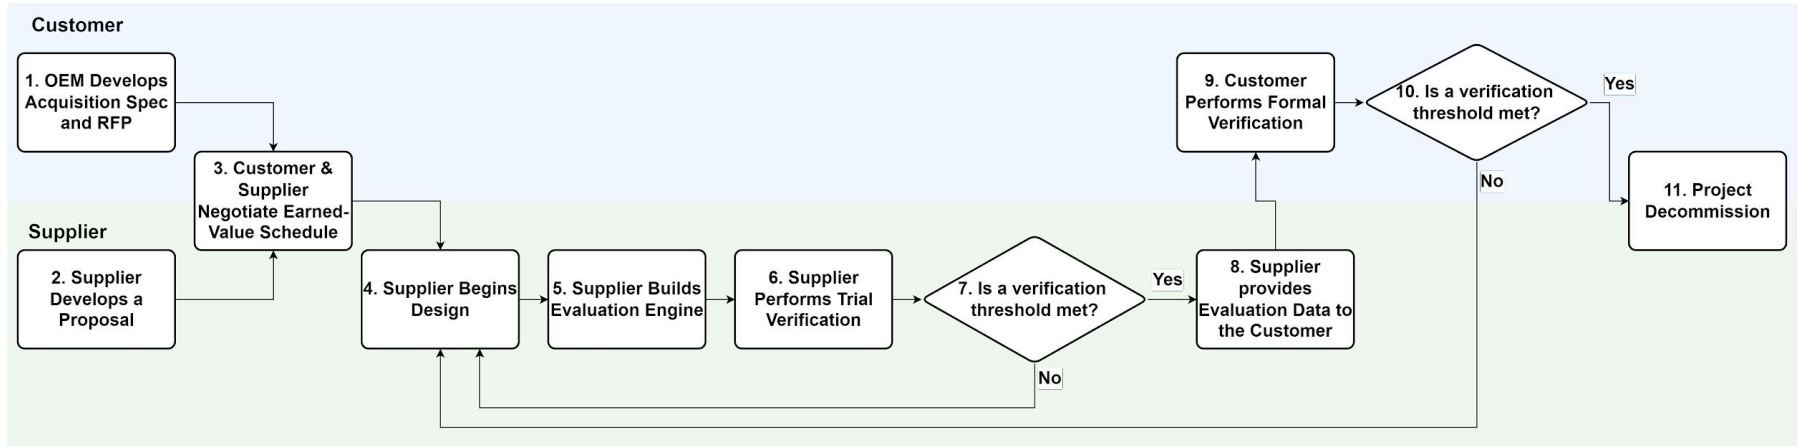 Customer
1. OEM Develops
Acquisition Spec
and RFP
3. Customer &
Supplier
Negotiate Earned-
Value Schedule
Supplier
2. Supplier
Develops a
Proposal
4. Supplier Begins
Design
5. Supplier Builds
Evaluation Engine
6. Supplier
Performs Trial
Verification
7. Is a verification
threshold met?
Yes
No
8. Supplier
provides
Evaluation Data to
the Customer
9. Customer
Performs Formal
Verification
10. Is a verification
threshold met?
Yes
No
11. Project
Decommission